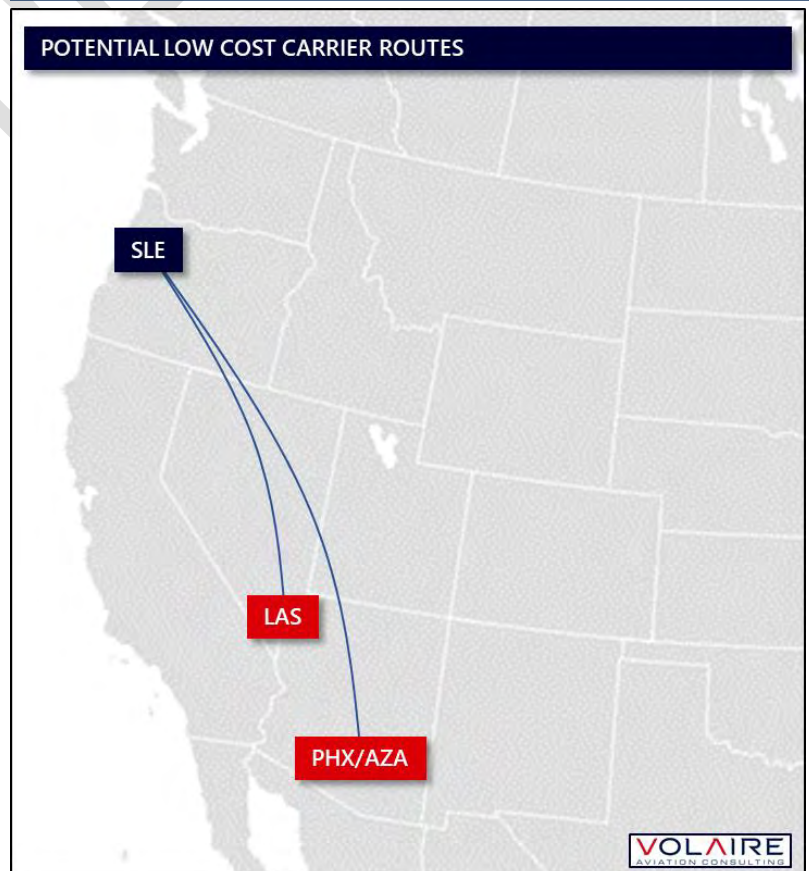 POTENTIAL LOW COST CARRIER ROUTES
SLE
LAS
PHX/AZA
VOLAIRE
AVIATION CONSULTING